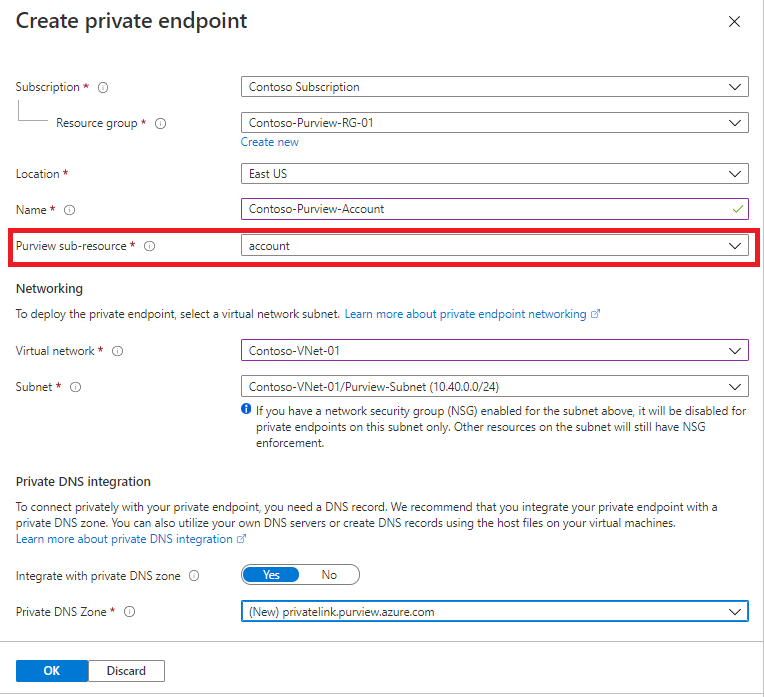 Create private endpoint
Subscription *
Contoso Subscription
Resource group *
Contoso-Purview-RG-01
Create new
Location *
East US
Name *
Contoso-Purview-Account
Purview sub-resource *
account
Networking
To deploy the private endpoint, select a virtual network subnet. Learn more about private endpoint networking
Virtual network *
Contoso-VNet-01
Subnet *
Contoso-VNet-01/Purview-Subnet (10.40.0.0/24)
If you have a network security group (NSG) enabled for the subnet above, it will be disabled for
private endpoints on this subnet only. Other resources on the subnet will still have NSG
enforcement.
Private DNS integration
To connect privately with your private endpoint, you need a DNS record. We recommend that you integrate your private endpoint with a
private DNS zone. You can also utilize your own DNS servers or create DNS records using the host files on your virtual machines.
Learn more about private DNS integration
Integrate with private DNS zone
Yes No
Private DNS Zone *
(New) privatelink.purview.azure.com
OK Discard